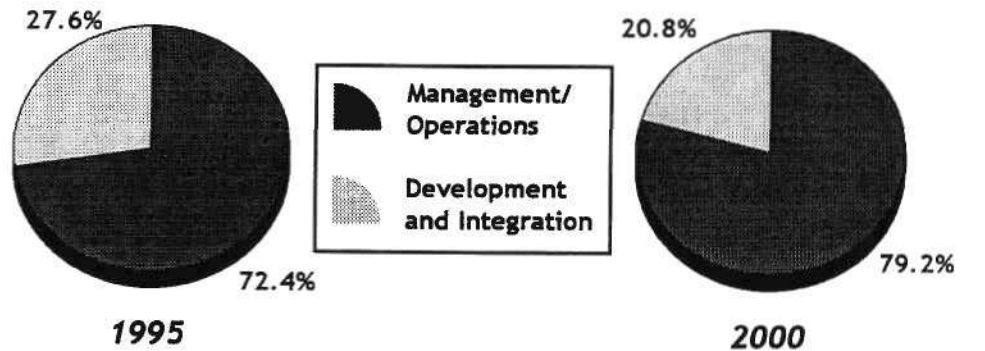 27.6%
20.8%
Management/
Operations
Development
and Integration
72.4%
79.2%
1995
2000